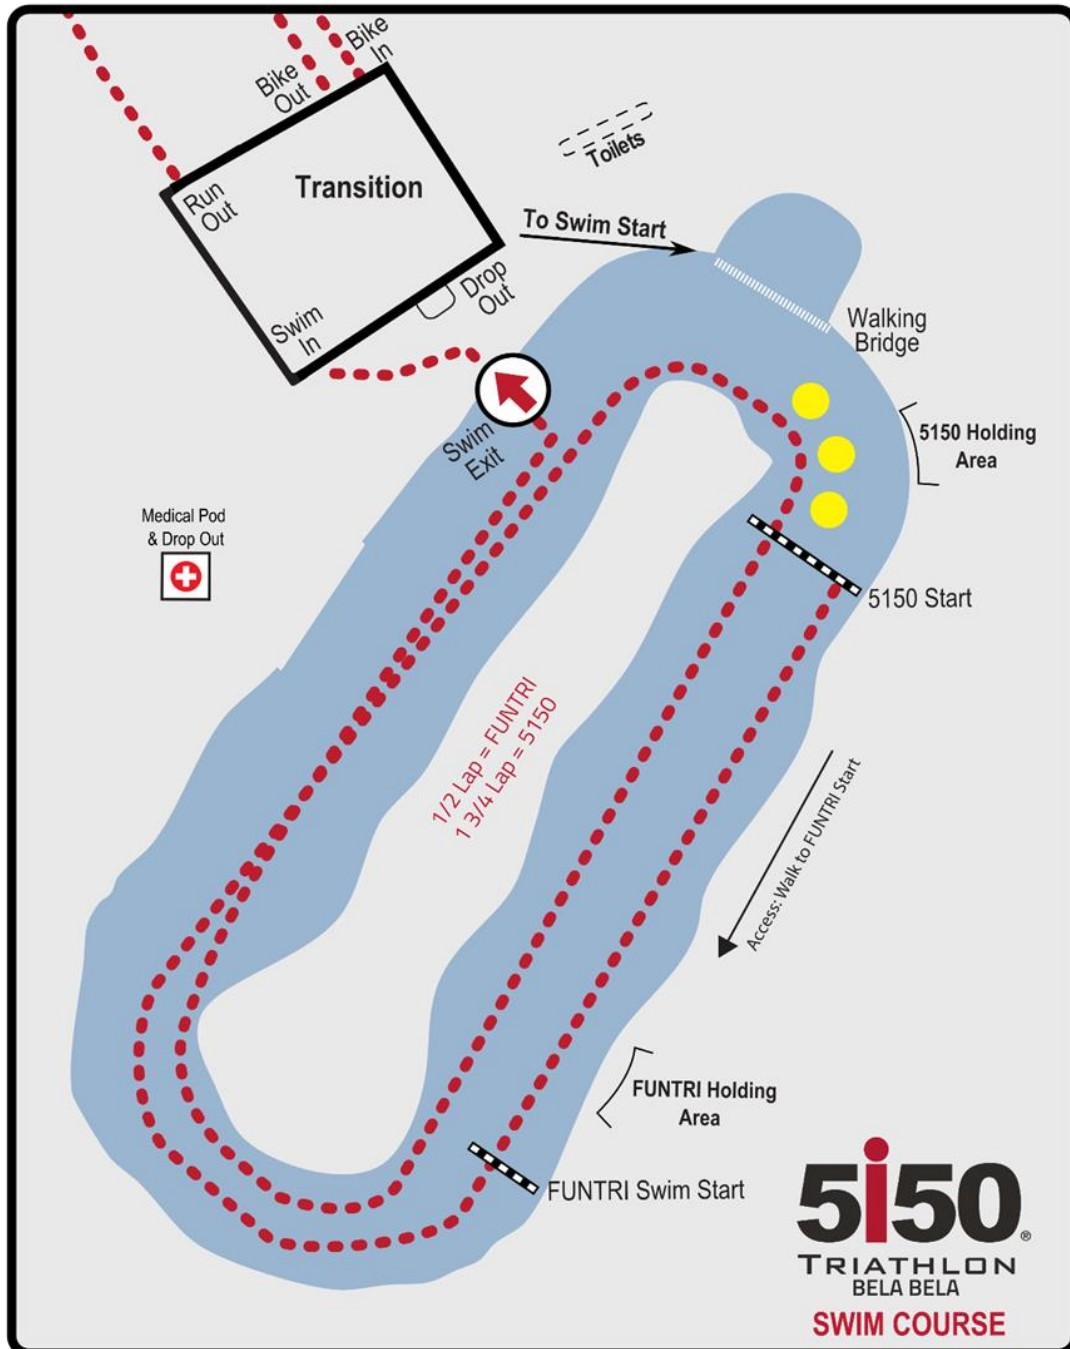 Bike
In
Bike
Out
Toilets
Transition
Run
Out
To Swim Start
Drop
Out
Swim
In
Walking
Bridge
Swim
Exit
5150 Holding
Area
Medical Pod
& Drop Out
5150 Start
1/2 Lap = FUNTRI
1 3/4 Lap = 5150
Access: Walk to FUNTRI Start
FUNTRI Holding
Area
FUNTRI Swim Start
5i50®
TRIATHLON
BELA BELA
SWIM COURSE